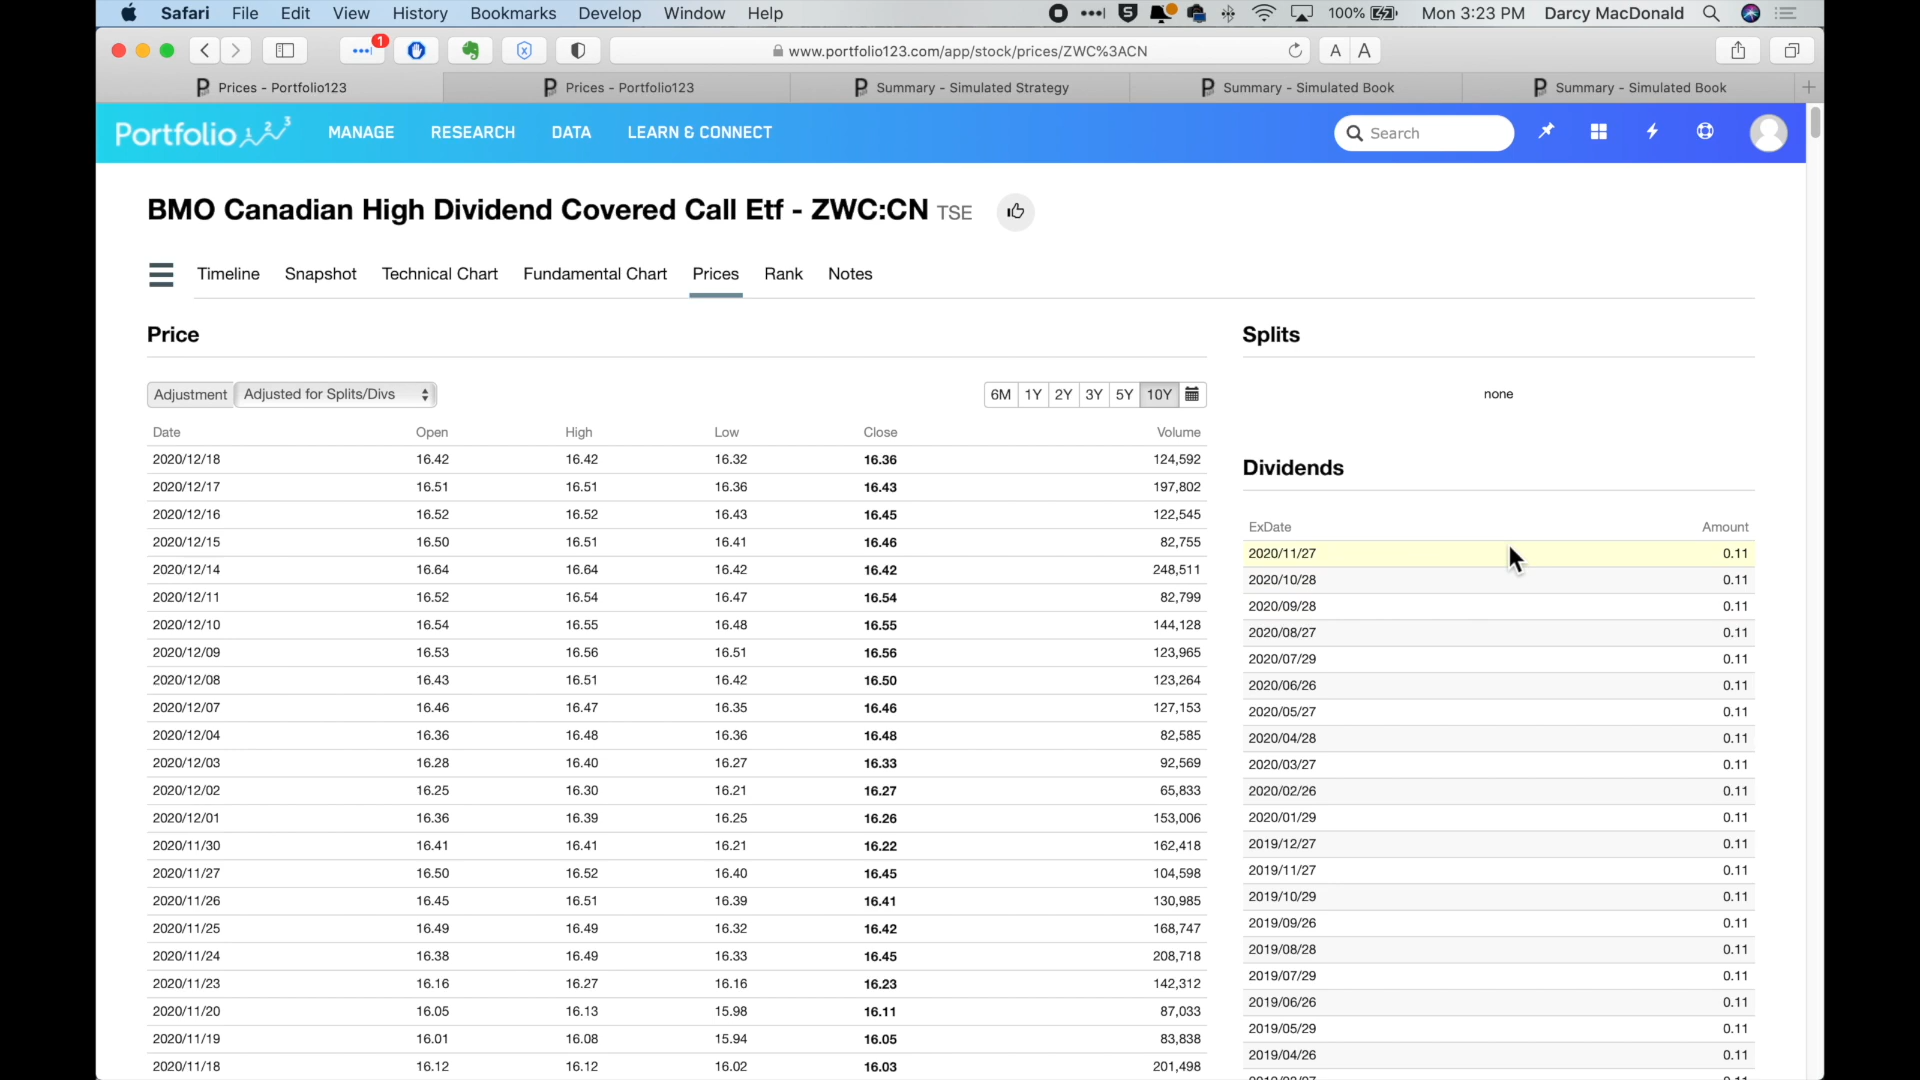 Safari File Edit View History Bookmarks Develop Window Help 5 100% Mon 3:23 PM Darcy MacDonald
1 www.portfolio123.com/app/stock/prices/ZWC%3ACN A A
Prices - Portfolio123 Prices - Portfolio123 Summary - Simulated Strategy Summary - Simulated Book Summary - Simulated Book
Portfolio123 MANAGE RESEARCH DATA LEARN & CONNECT Search
BMO Canadian High Dividend Covered Call Etf - ZWC:CN TSE
Timeline Snapshot Technical Chart Fundamental Chart Prices Rank Notes
Price
Adjustment Adjusted for Splits/Divs 6M 1Y 2Y 3Y 5Y 10Y
Date Open High Low Close Volume
2020/12/18 16.42 16.42 16.32 16.36 124,592
2020/12/17 16.51 16.51 16.36 16.43 197,802
2020/12/16 16.52 16.52 16.43 16.45 122,545
2020/12/15 16.50 16.51 16.41 16.46 82,755
2020/12/14 16.64 16.64 16.42 16.42 248,511
2020/12/11 16.52 16.54 16.47 16.54 82,799
2020/12/10 16.54 16.55 16.48 16.55 144,128
2020/12/09 16.53 16.56 16.51 16.56 123,965
2020/12/08 16.43 16.51 16.42 16.50 123,264
2020/12/07 16.46 16.47 16.35 16.46 127,153
2020/12/04 16.36 16.48 16.36 16.48 82,585
2020/12/03 16.28 16.40 16.27 16.33 92,569
2020/12/02 16.25 16.30 16.21 16.27 65,833
2020/12/01 16.36 16.39 16.25 16.26 153,006
2020/11/30 16.41 16.41 16.21 16.22 162,418
2020/11/27 16.50 16.52 16.40 16.45 104,598
2020/11/26 16.45 16.51 16.39 16.41 130,985
2020/11/25 16.49 16.49 16.32 16.42 168,747
2020/11/24 16.38 16.49 16.33 16.45 208,718
2020/11/23 16.16 16.27 16.16 16.23 142,312
2020/11/20 16.05 16.13 15.98 16.11 87,033
2020/11/19 16.01 16.08 15.94 16.05 83,838
2020/11/18 16.12 16.12 16.02 16.03 201,498
Splits
none
Dividends
ExDate Amount
2020/11/27 0.11
2020/10/28 0.11
2020/09/28 0.11
2020/08/27 0.11
2020/07/29 0.11
2020/06/26 0.11
2020/05/27 0.11
2020/04/28 0.11
2020/03/27 0.11
2020/02/26 0.11
2020/01/29 0.11
2019/12/27 0.11
2019/11/27 0.11
2019/10/29 0.11
2019/09/26 0.11
2019/08/28 0.11
2019/07/29 0.11
2019/06/26 0.11
2019/05/29 0.11
2019/04/26 0.11